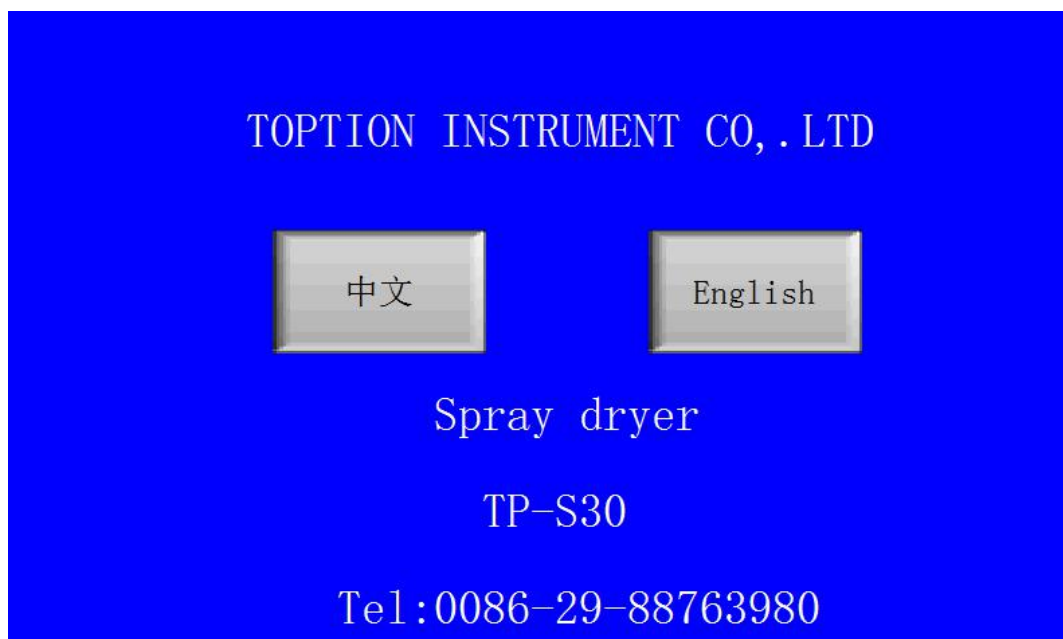 TOPTION INSTRUMENT CO,.LTD
中文
English
Spray dryer
TP-S30
Tel:0086-29-88763980